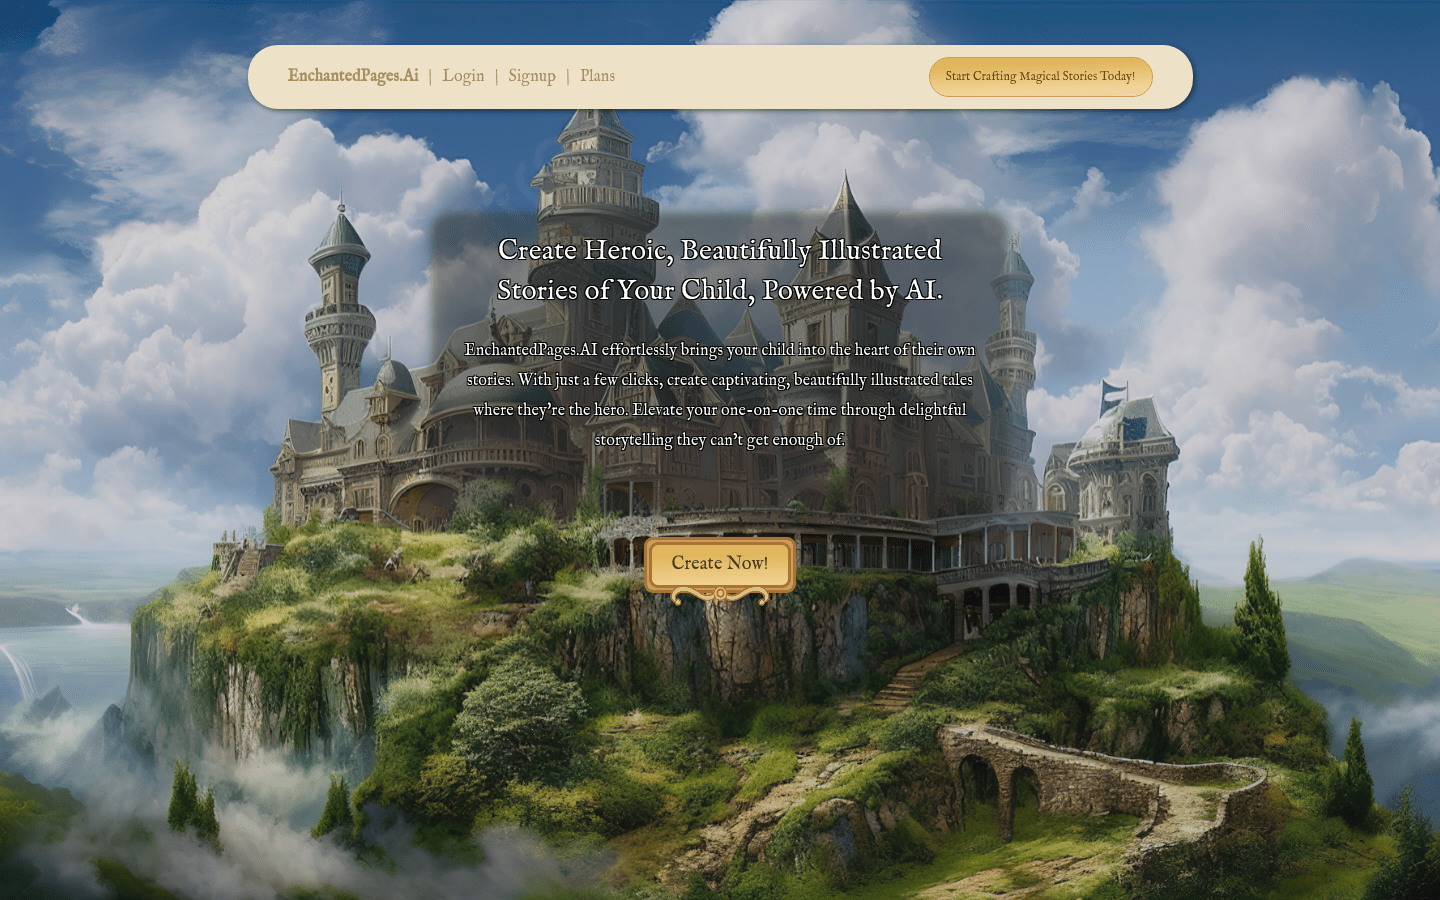 EnchantedPages.Ai | Login | Signup | Plans
Start Crafting Magical Stories Today!
Create Heroic, Beautifully Illustrated
Stories of Your Child, Powered by AI.
EnchantedPages.AI effortlessly brings your child into the heart of their own
stories. With just a few clicks, create captivating, beautifully illustrated tales
where they're the hero. Elevate your one-on-one time through delightful
storytelling they can't get enough of.
Create Now!